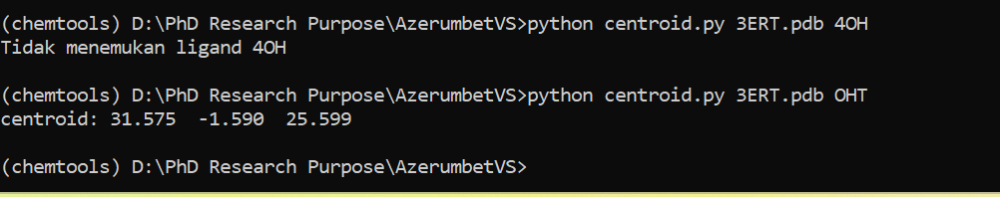 (chemtools) D:\PhD Research Purpose\AzerumbetVS>python centroid.py 3ERT.pdb 4OH
Tidak menemukan ligand 4OH
(chemtools) D:\PhD Research Purpose\AzerumbetVS>python centroid.py 3ERT.pdb OHT
centroid: 31.575  -1.590  25.599
(chemtools) D:\PhD Research Purpose\AzerumbetVS>